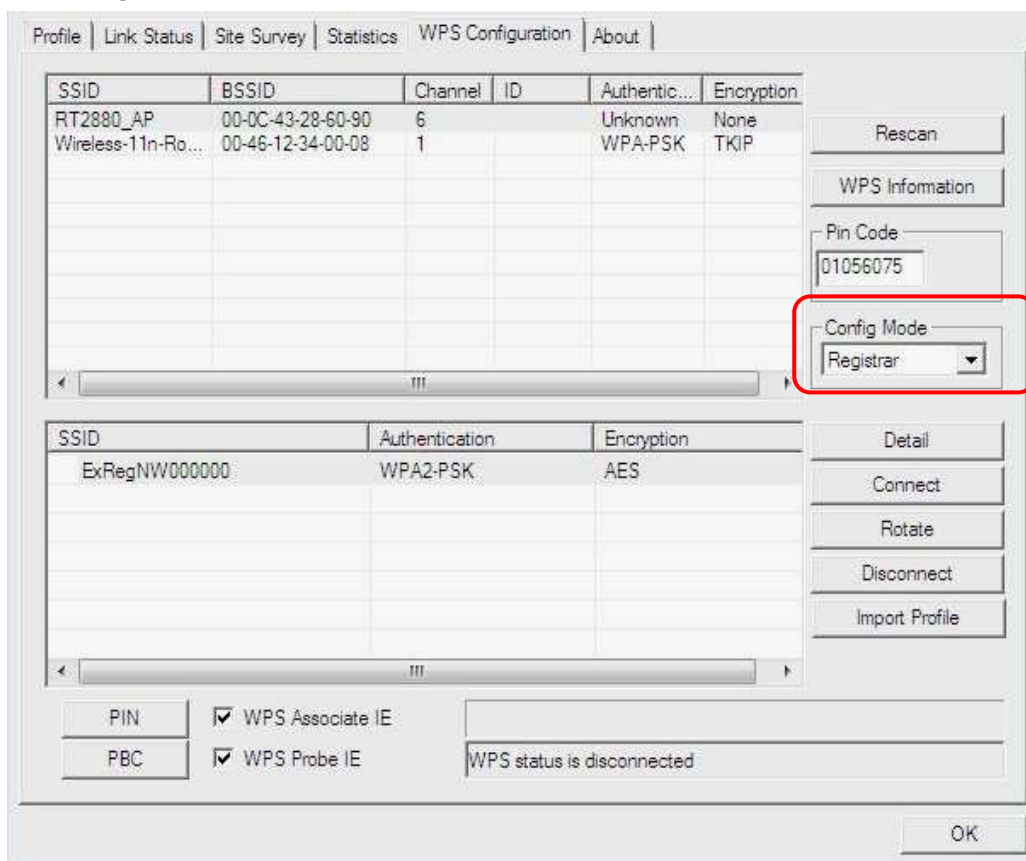 Profile Link Status Site Survey Statistics WPS Configuration About
SSID BSSID Channel ID Authentic... Encryption
RT2880_AP 00-0C-43-28-60-90 6 Unknown None
Wireless-11n-Ro... 00-46-12-34-00-08 1 WPA-PSK TKIP
Rescan
WPS Information
Pin Code
01056075
Config Mode
Registrar
SSID Authentication Encryption
ExRegNW000000 WPA2-PSK AES
Detail
Connect
Rotate
Disconnect
Import Profile
PIN WPS Associate IE
PBC WPS Probe IE WPS status is disconnected
OK